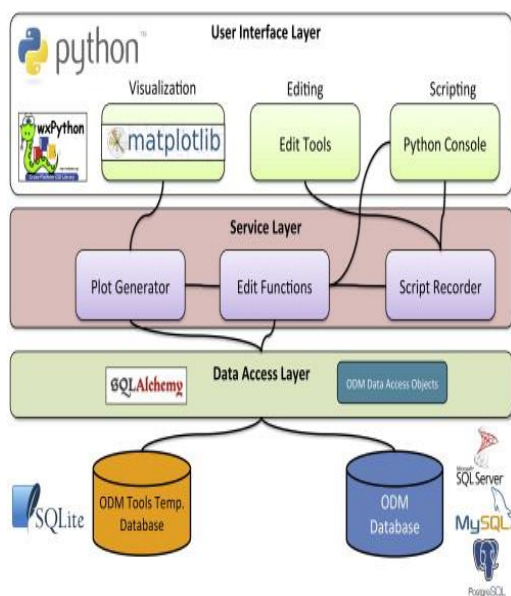 User Interface Layer
python™
Visualization
Editing
Scripting
wxPython
matplotlib
Edit Tools
Python Console
Service Layer
Plot Generator
Edit Functions
Script Recorder
Data Access Layer
SQLAlchemy
ODM Data Access Objects
SQLite
ODM Tools Temp.
Database
ODM
Database
Microsoft
SQL Server
MySQL
PostgreSQL